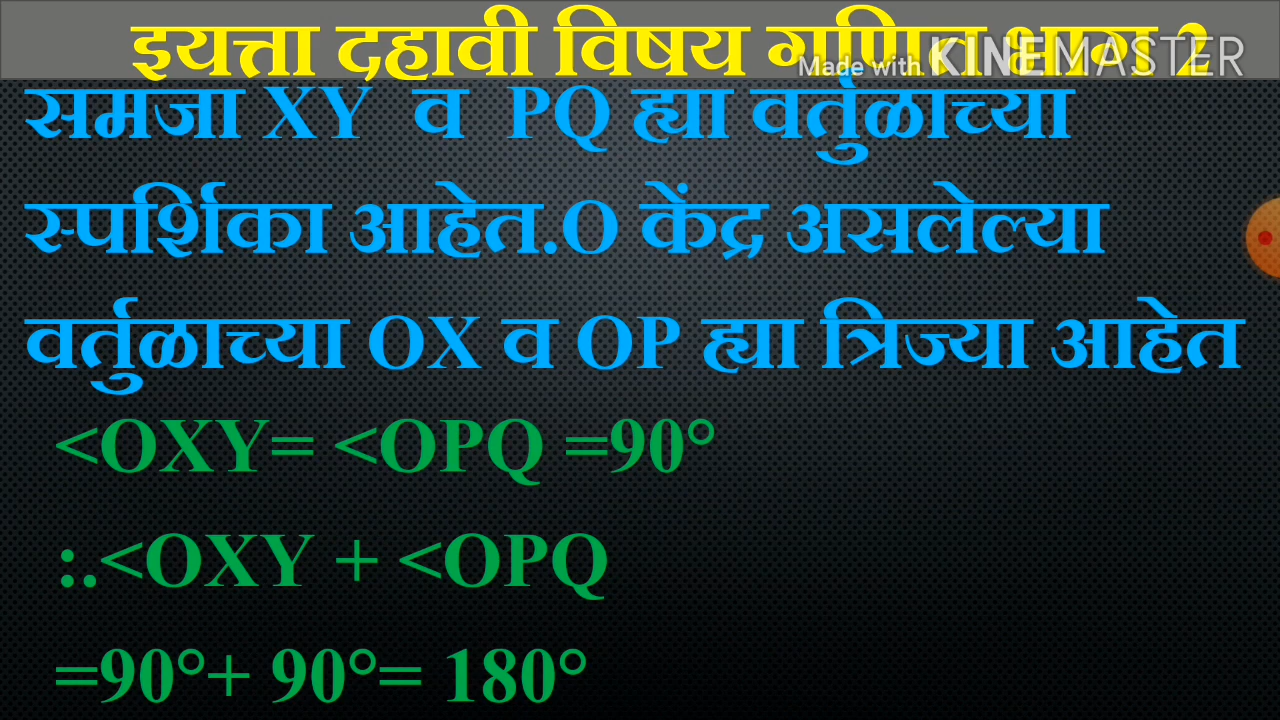 इयत्ता दहावी विषय गणित भाग 2
Made with KINEMASTER
समजा XY व PQ ह्या वर्तुळाच्या
स्पर्शिका आहेत.O केंद्र असलेल्या
वर्तुळाच्या OX व OP ह्या त्रिज्या आहेत
<OXY= <OPQ =90°
:.<OXY + <OPQ
=90°+ 90°= 180°